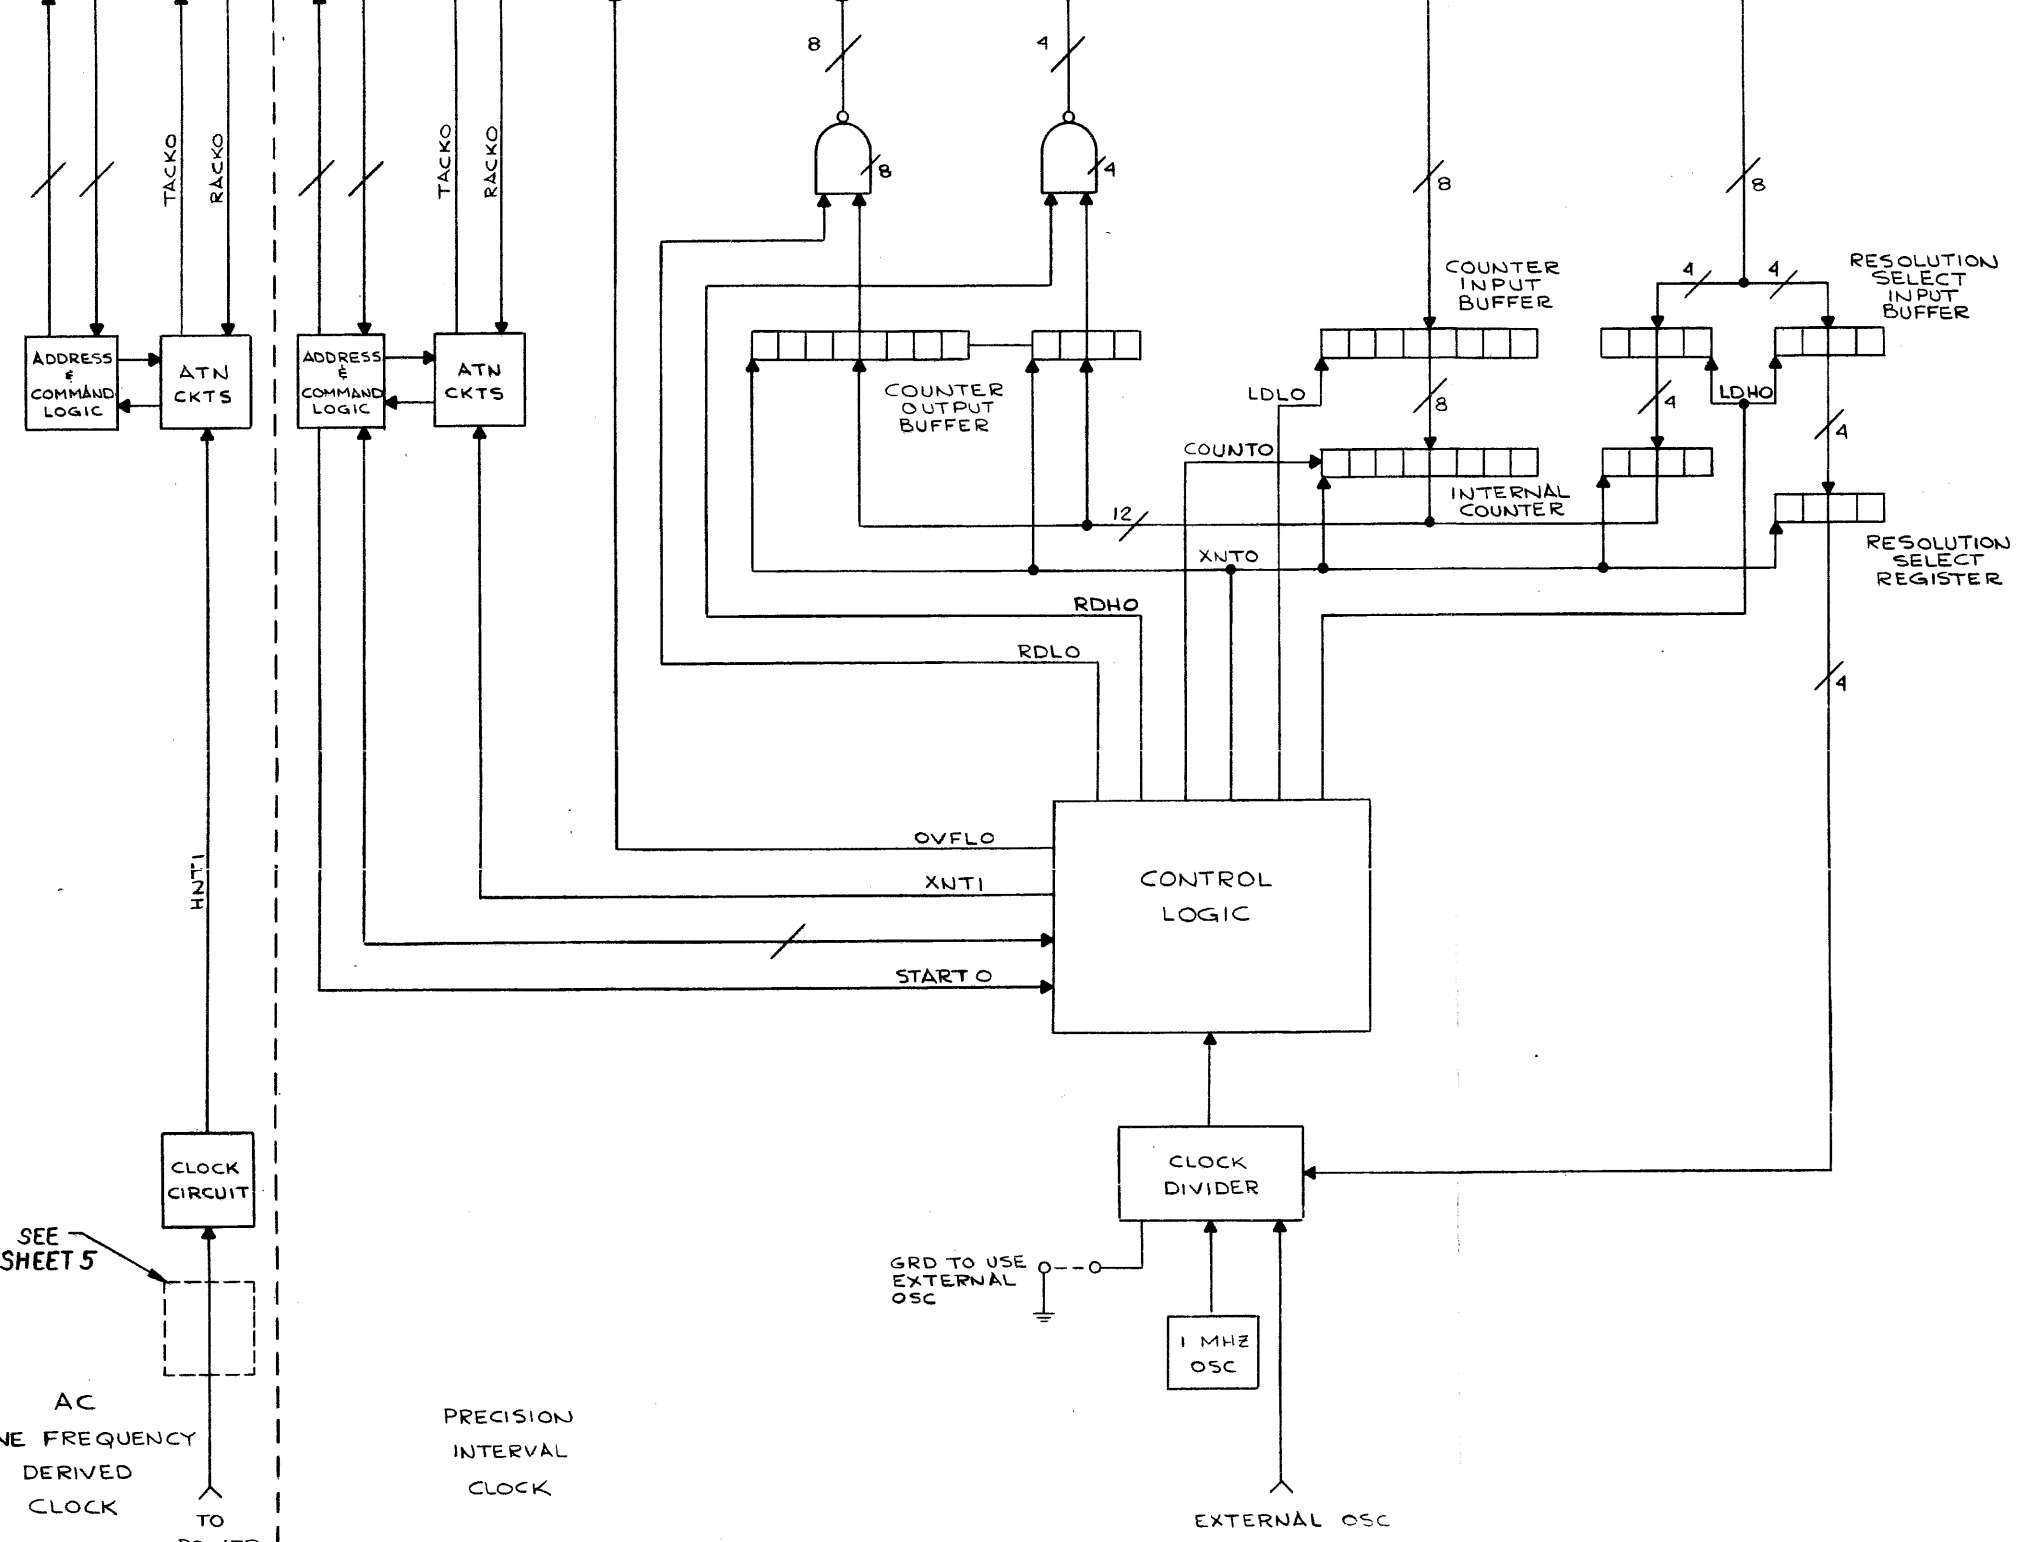 8
4
TACKO
RACKO
TACKO
RACKO
8
4
8
8
COUNTER
INPUT
BUFFER
4
4
RESOLUTION
SELECT
INPUT
BUFFER
ADDRESS
&
COMMAND
LOGIC
ATN
CKTS
ADDRESS
&
COMMAND
LOGIC
ATN
CKTS
COUNTER
OUTPUT
BUFFER
LDLO
8
4
LDHO
4
COUNTO
INTERNAL
COUNTER
12
XNTO
RESOLUTION
SELECT
REGISTER
RDHO
RDLO
4
OVFLO
XNT1
START O
CONTROL
LOGIC
HNT1
CLOCK
CIRCUIT
CLOCK
DIVIDER
SEE
SHEET 5
GRD TO USE
EXTERNAL
OSC
1 MHZ
OSC
AC
NE FREQUENCY
DERIVED
CLOCK
PRECISION
INTERVAL
CLOCK
TO
EXTERNAL OSC